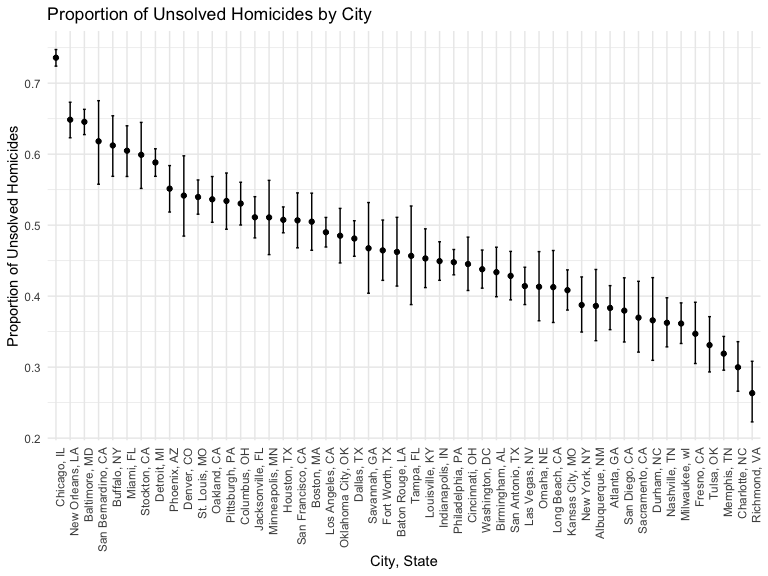 Proportion of Unsolved Homicides by City
Proportion of Unsolved Homicides
0.7
0.6
0.5
0.4
0.3
0.2
Chicago, IL
New Orleans, LA
Baltimore, MD
San Bernardino, CA
Buffalo, NY
Miami, FL
Stockton, CA
Detroit, MI
Phoenix, AZ
Denver, CO
St. Louis, MO
Oakland, CA
Pittsburgh, PA
Columbus, OH
Jacksonville, FL
Minneapolis, MN
Houston, TX
San Francisco, CA
Boston, MA
Los Angeles, CA
Oklahoma City, OK
Dallas, TX
Savannah, GA
Fort Worth, TX
Baton Rouge, LA
Tampa, FL
Louisville, KY
Indianapolis, IN
Philadelphia, PA
Cincinnati, OH
Washington, DC
Birmingham, AL
San Antonio, TX
Las Vegas, NV
Omaha, NE
Long Beach, CA
Kansas City, MO
New York, NY
Albuquerque, NM
Atlanta, GA
San Diego, CA
Sacramento, CA
Durham, NC
Nashville, TN
Milwaukee, wI
Fresno, CA
Tulsa, OK
Memphis, TN
Charlotte, NC
Richmond, VA
City, State